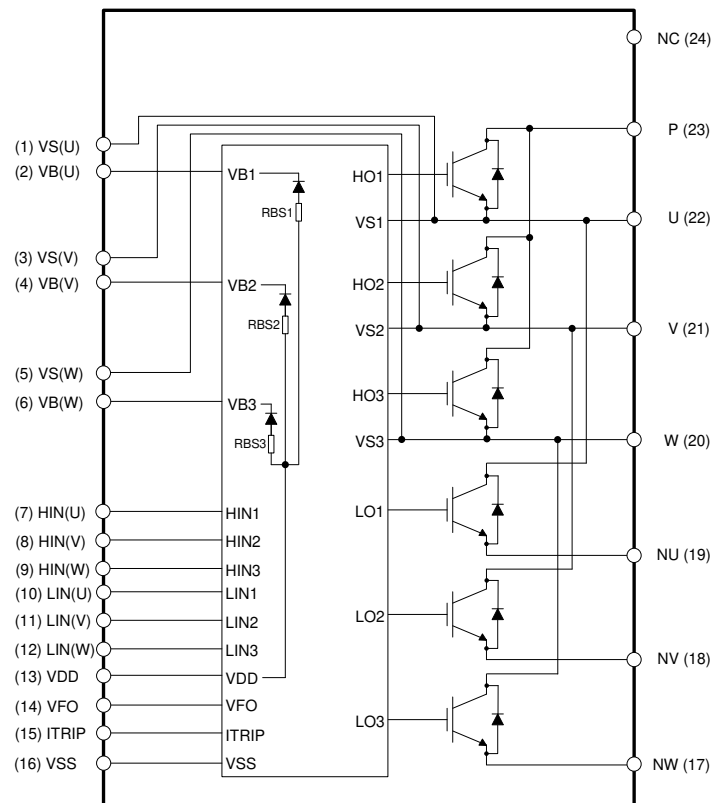 NC (24)
(1) VS(U)
(2) VB(U)
(3) VS(V)
(4) VB(V)
(5) VS(W)
(6) VB(W)
(7) HIN(U)
(8) HIN(V)
(9) HIN(W)
(10) LIN(U)
(11) LIN(V)
(12) LIN(W)
(13) VDD
(14) VFO
(15) ITRIP
(16) VSS
VB1
RBS1
VB2
RBS2
VB3
RBS3
HIN1
HIN2
HIN3
LIN1
LIN2
LIN3
VDD
VFO
ITRIP
VSS
HO1
VS1
HO2
VS2
HO3
VS3
LO1
LO2
LO3
P (23)
U (22)
V (21)
W (20)
NU (19)
NV (18)
NW (17)